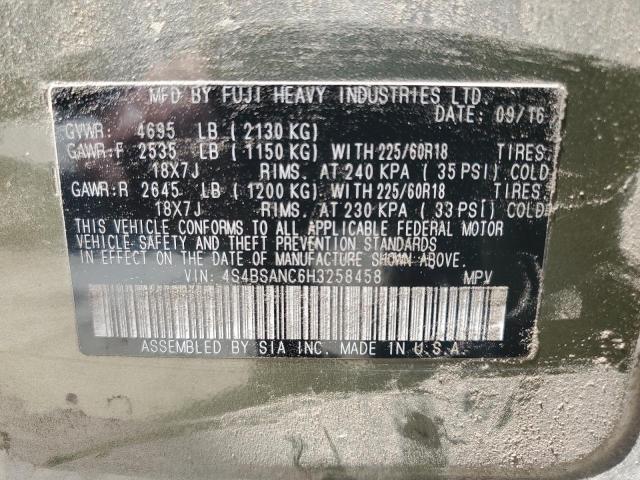 MFD BY FUJI HEAVY INDUSTRIES LTD.
DATE: 09/16
GVWR: 4695 LB ( 2130 KG)
GAWR:F 2535 LB ( 1150 KG) WITH 225/60R18 TIRES.
18X7J RIMS. AT 240 KPA ( 35 PSI) COLD
GAWR:R 2645 LB ( 1200 KG) WITH 225/60R18 TIRES.
18X7J RIMS. AT 230 KPA ( 33 PSI) COLD
THIS VEHICLE CONFORMS TO ALL APPLICABLE FEDERAL MOTOR
VEHICLE SAFETY AND THEFT PREVENTION STANDARDS
IN EFFECT ON THE DATE OF MANUFACTURE SHOWN ABOVE.
VIN: 4S4BSANC6H3258458 MPV
ASSEMBLED BY SIA INC. MADE IN U.S.A.